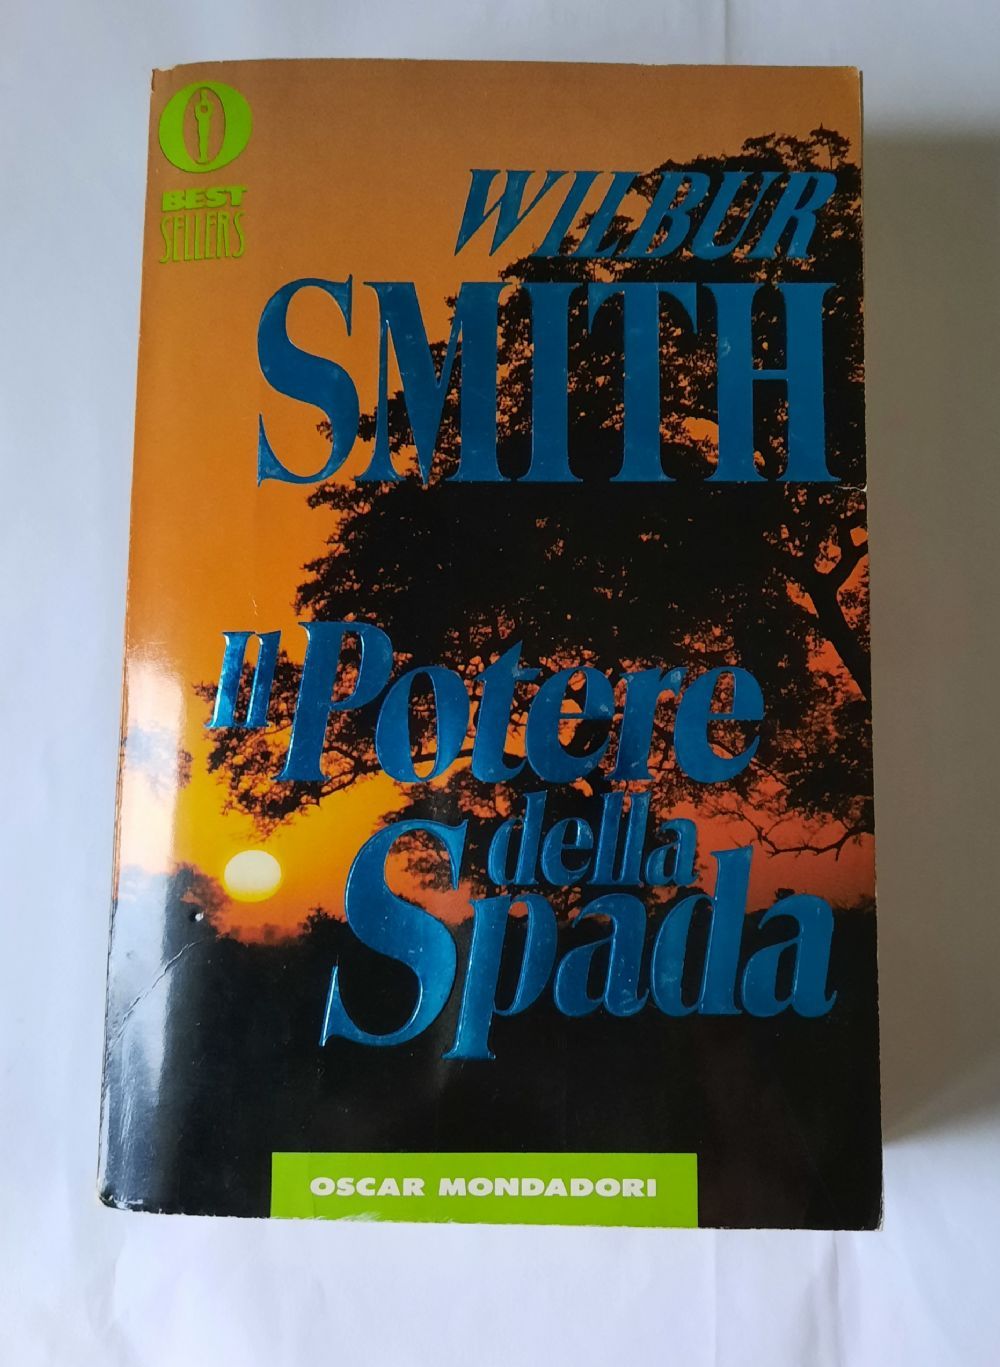 BEST
SELLERS
WILBUR
SMITH
Il Potere
della
Spada
OSCAR MONDADORI